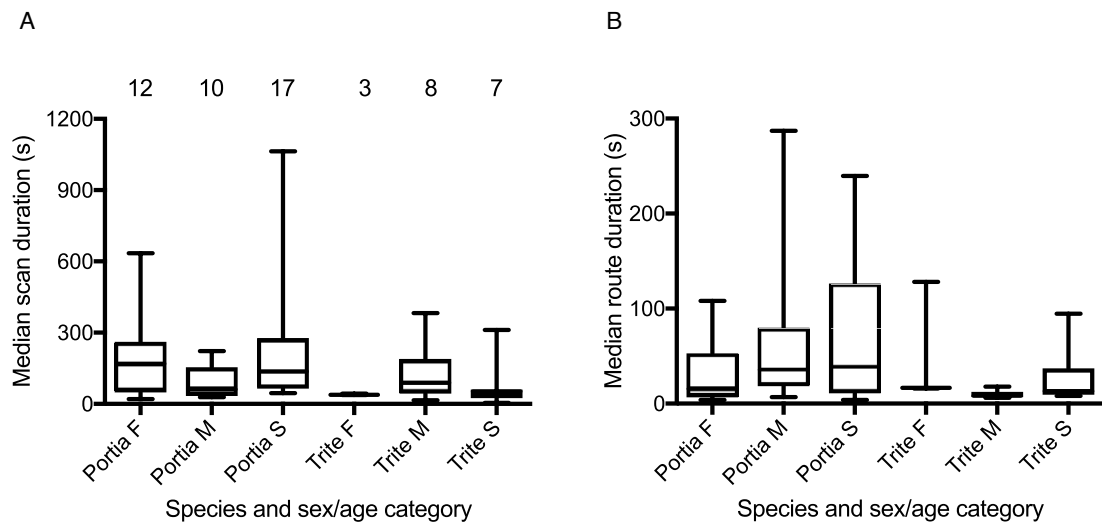 A
12 10 17 3 8 7
1200
900
600
300
0
Median scan duration (s)
Portia F
Portia M
Portia S
Trite F
Trite M
Trite S
Species and sex/age category
B
300
200
100
0
Median route duration (s)
Portia F
Portia M
Portia S
Trite F
Trite M
Trite S
Species and sex/age category